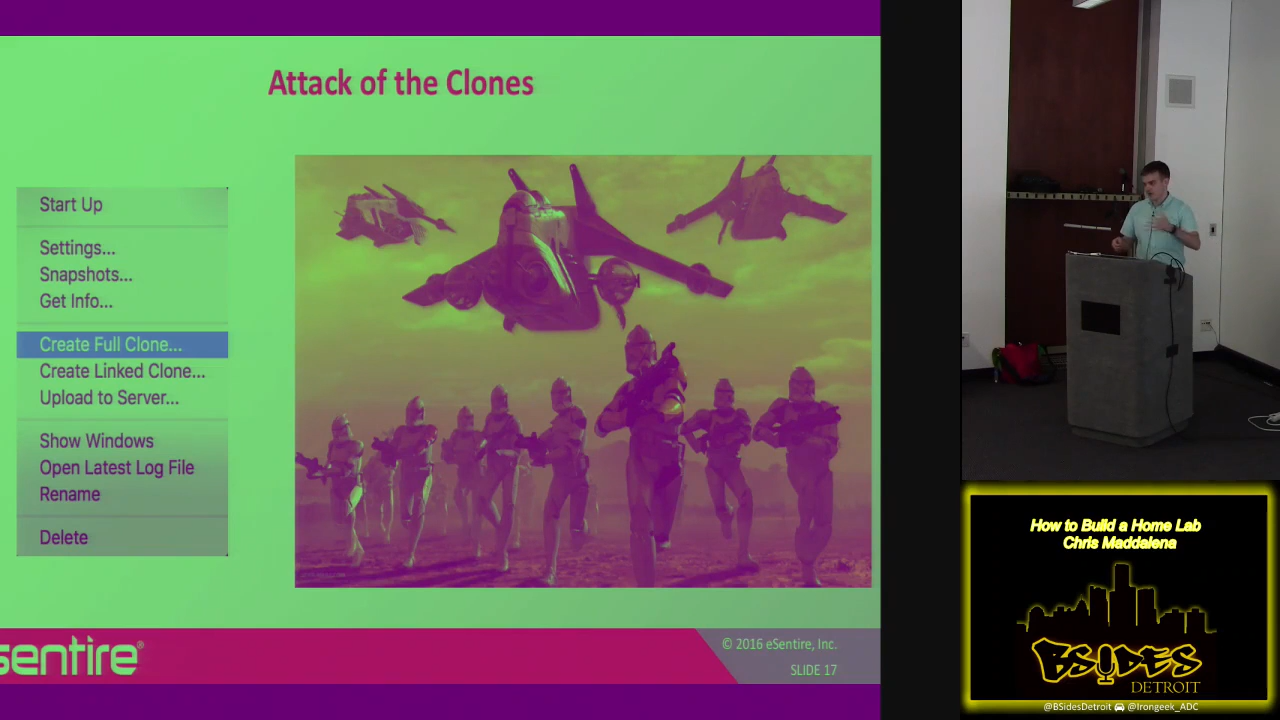 Attack of the Clones
Start Up
Settings...
Snapshots...
Get Info...
Create Full Clone...
Create Linked Clone...
Upload to Server...
Show Windows
Open Latest Log File
Rename
Delete
sentire®
© 2016 eSentire, Inc.
SLIDE 17
How to Build a Home Lab
Chris Maddalena
BSIDES
DETROIT
@BSidesDetroit @Irongeek_ADC